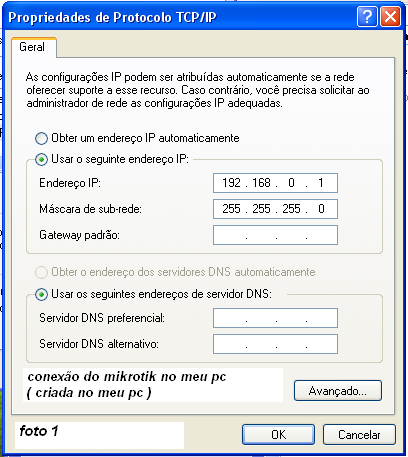 Propriedades de Protocolo TCP/IP
Geral
As configurações IP podem ser atribuídas automaticamente se a rede
oferecer suporte a esse recurso. Caso contrário, você precisa solicitar ao
administrador de rede as configurações IP adequadas.
Obter um endereço IP automaticamente
Usar o seguinte endereço IP:
Endereço IP: 192 . 168 . 0 . 1
Máscara de sub-rede: 255 . 255 . 255 . 0
Gateway padrão: . . .
Obter o endereço dos servidores DNS automaticamente
Usar os seguintes endereços de servidor DNS:
Servidor DNS preferencial: . . .
Servidor DNS alternativo: . . .
conexão do mikrotik no meu pc
( criada no meu pc )
Avançado...
foto 1
OK Cancelar